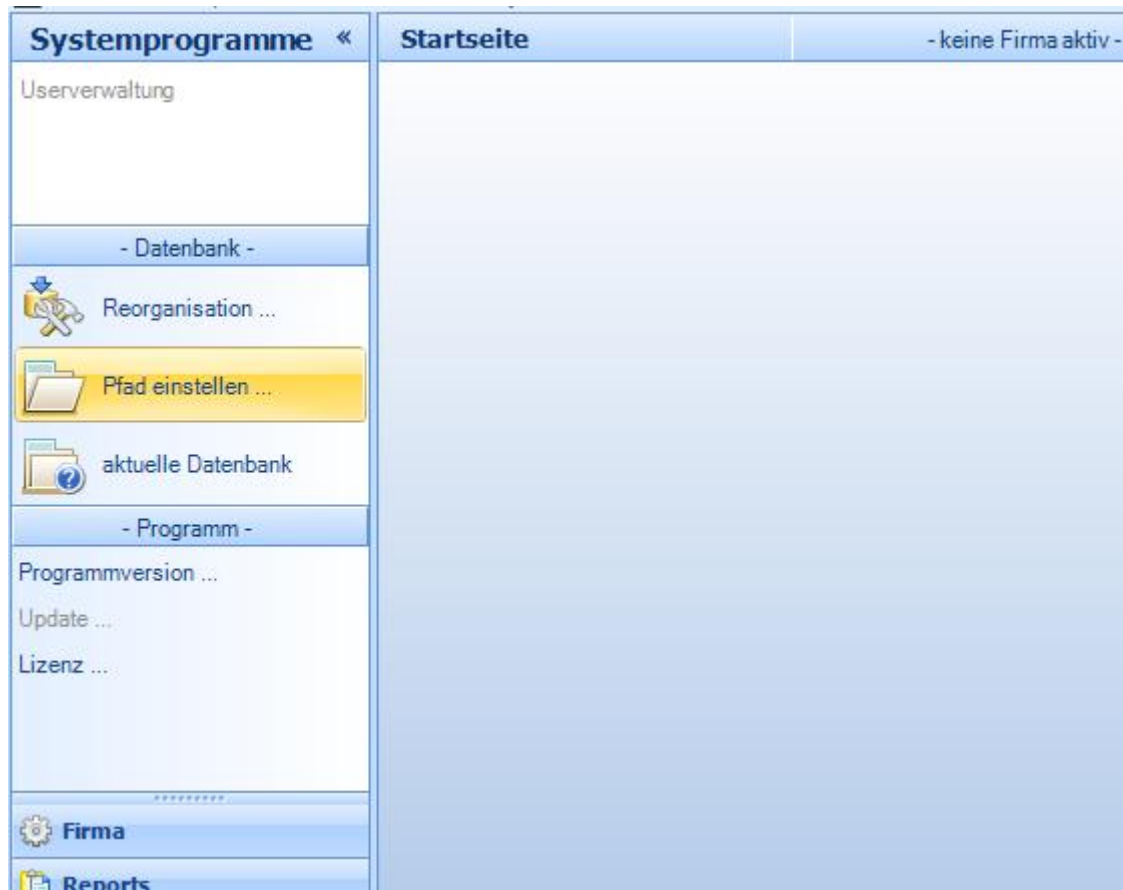 Systemprogramme «
Startseite
- keine Firma aktiv -
Userverwaltung
- Datenbank -
Reorganisation ...
Pfad einstellen ...
aktuelle Datenbank
- Programm -
Programmversion ...
Update ...
Lizenz ...
Firma
Reports